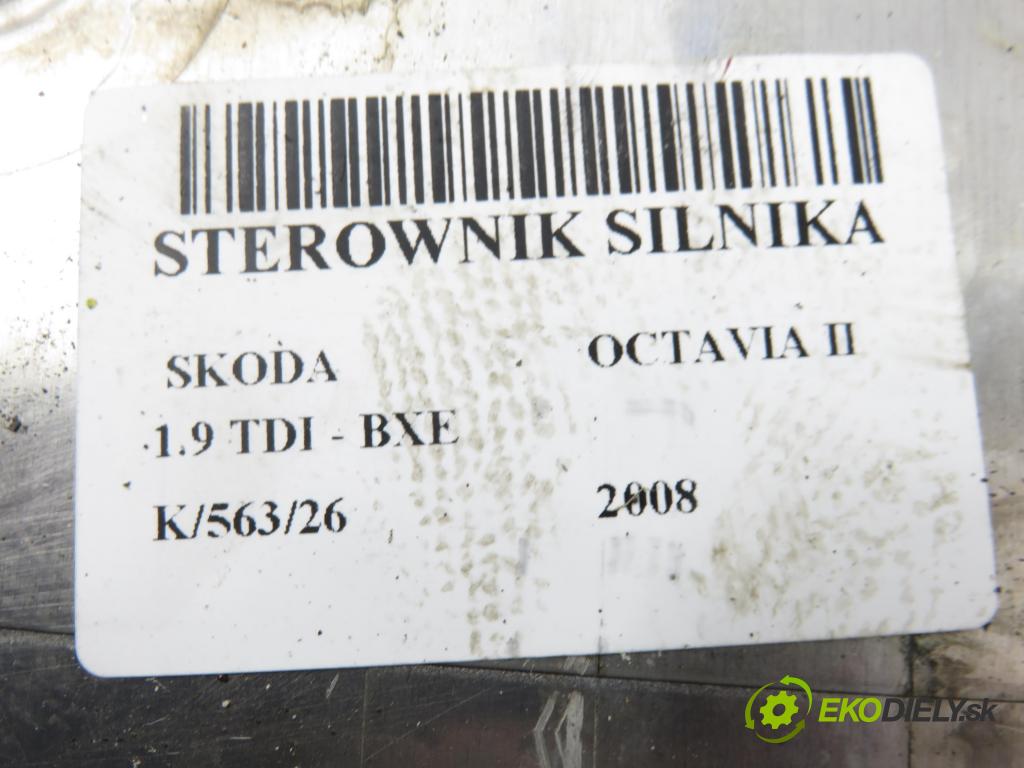 STEROWNIK SILNIKA
SKODA OCTAVIA II
1.9 TDI - BXE
K/563/26 2008
EKODIELY.sk